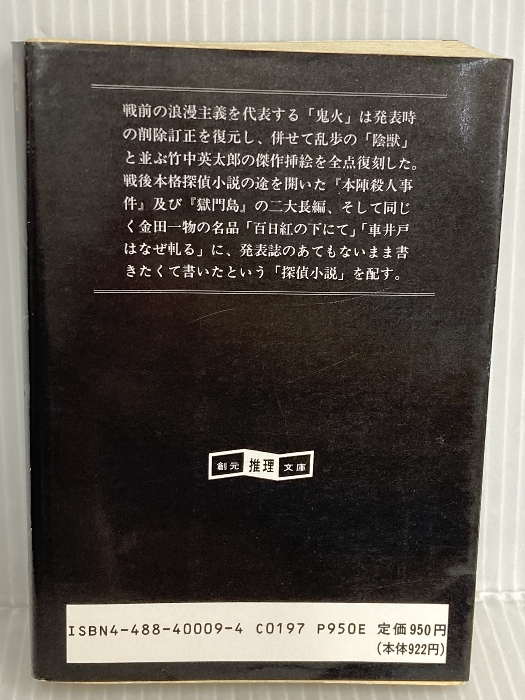 戦前の浪漫主義を代表する「鬼火」は発表時
の削除訂正を復元し、併せて乱歩の「陰獣」
と並ぶ竹中英太郎の傑作挿絵を全点復刻した。
戦後本格探偵小説の途を開いた『本陣殺人事
件』及び『獄門島』の二大長編、そして同じ
く金田一物の名品「百日紅の下にて」「車井戸
はなぜ軋る」に、発表誌のあてもないまま書
きたくて書いたという「探偵小説」を配す。
創元推理文庫
ISBN4-488-40009-4 C0197 P950E 定価950円
(本体922円)